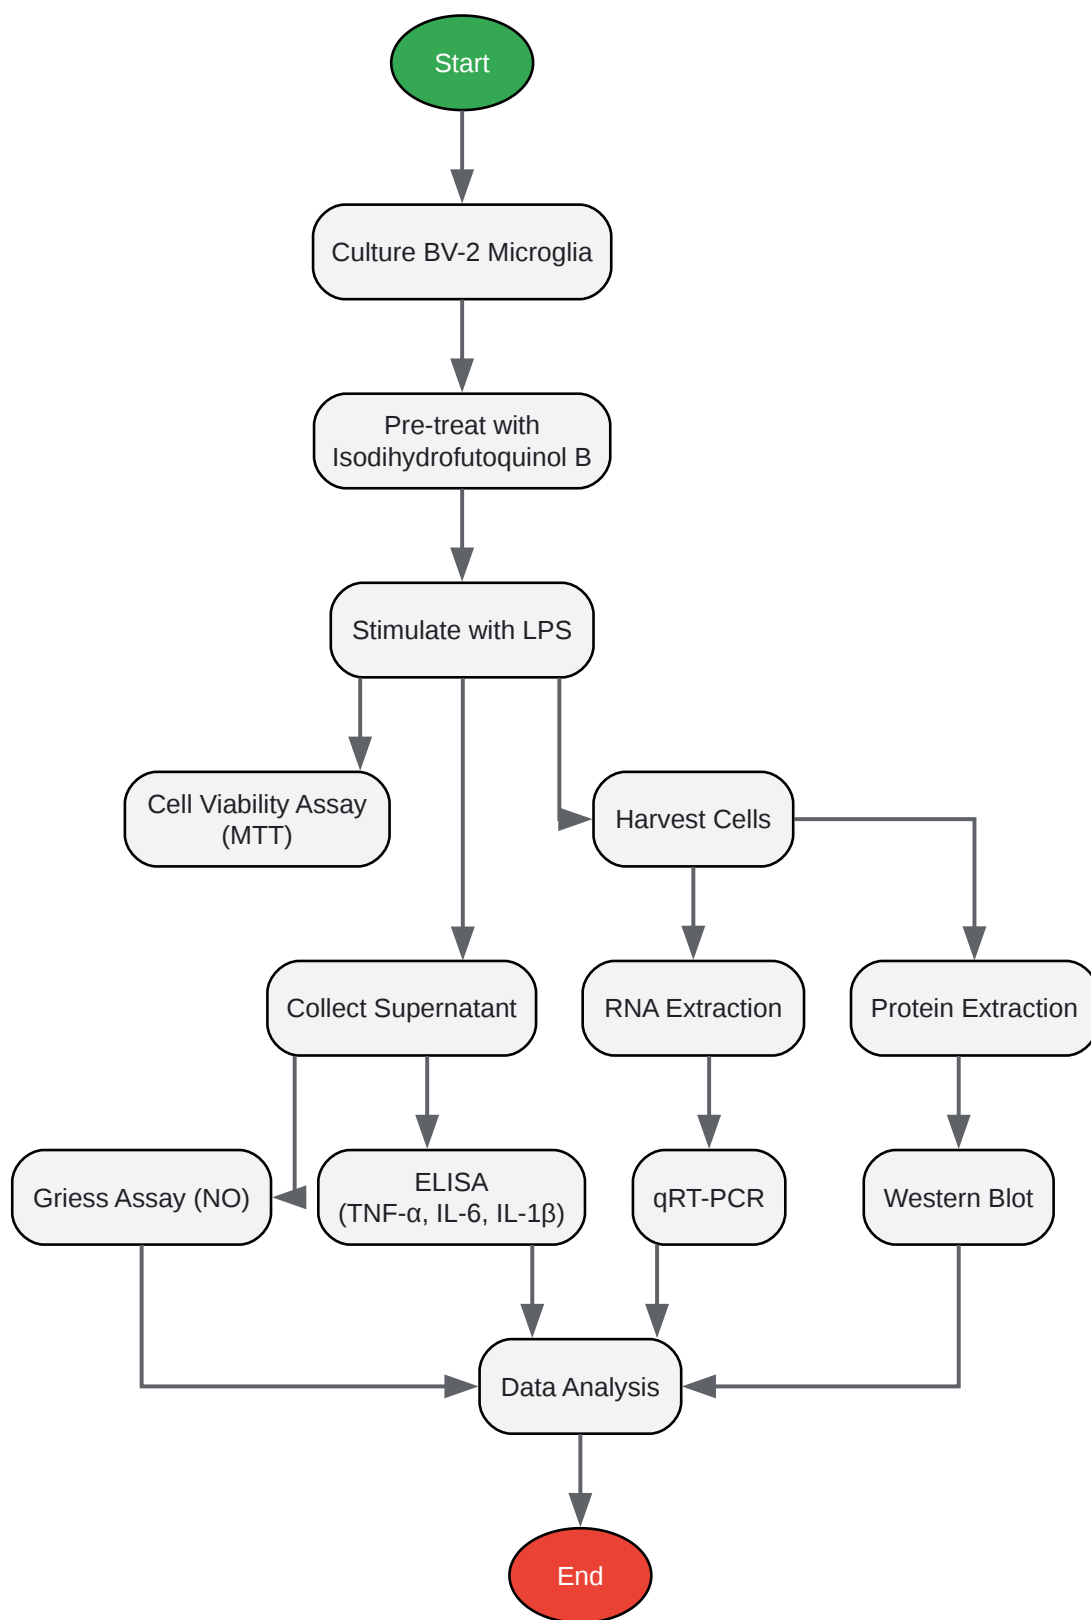 Start
Culture BV-2 Microglia
Pre-treat with
Isodihydrofutoquinol B
Stimulate with LPS
Cell Viability Assay
(MTT)
Harvest Cells
Collect Supernatant
RNA Extraction
Protein Extraction
Griess Assay (NO)
ELISA
(TNF-α, IL-6, IL-1β)
qRT-PCR
Western Blot
Data Analysis
End